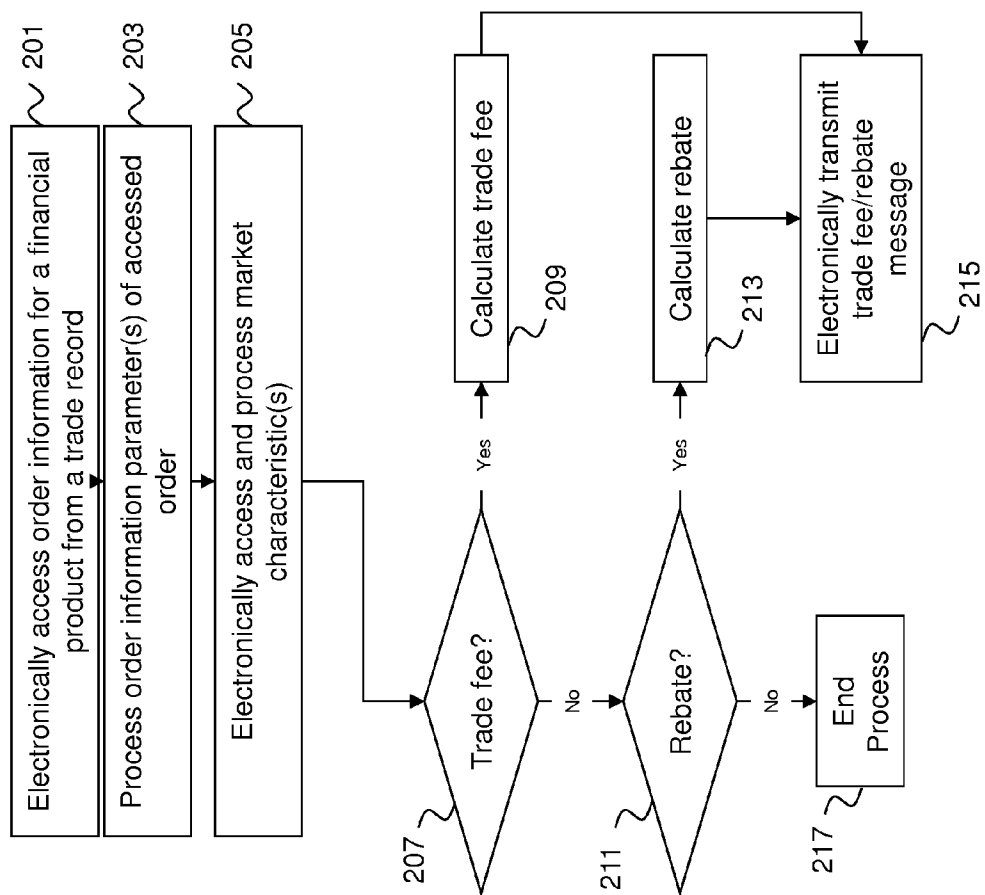 Electronically access order information for a financial
product from a trade record
201
Process order information parameter(s) of accessed
order
203
Electronically access and process market
characteristic(s)
205
Trade fee?
207
Yes
Calculate trade fee
209
No
Rebate?
211
Yes
Calculate rebate
213
No
End
Process
217
Electronically transmit
trade fee/rebate
message
215